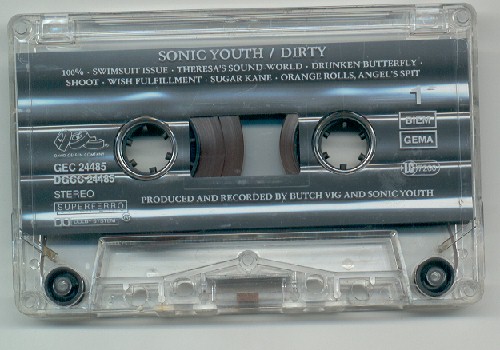 SONIC YOUTH / DIRTY
100% · SWIMSUIT ISSUE · THERESA'S SOUND-WORLD · DRUNKEN BUTTERFLY ·
SHOOT · WISH FULFILLMENT · SUGAR KANE · ORANGE ROLLS, ANGEL'S SPIT
1
BIEM
GEMA
GEC 24485
DGCC-24485
STEREO
SUPERFERRO
PRODUCED AND RECORDED BY BUTCH VIG AND SONIC YOUTH